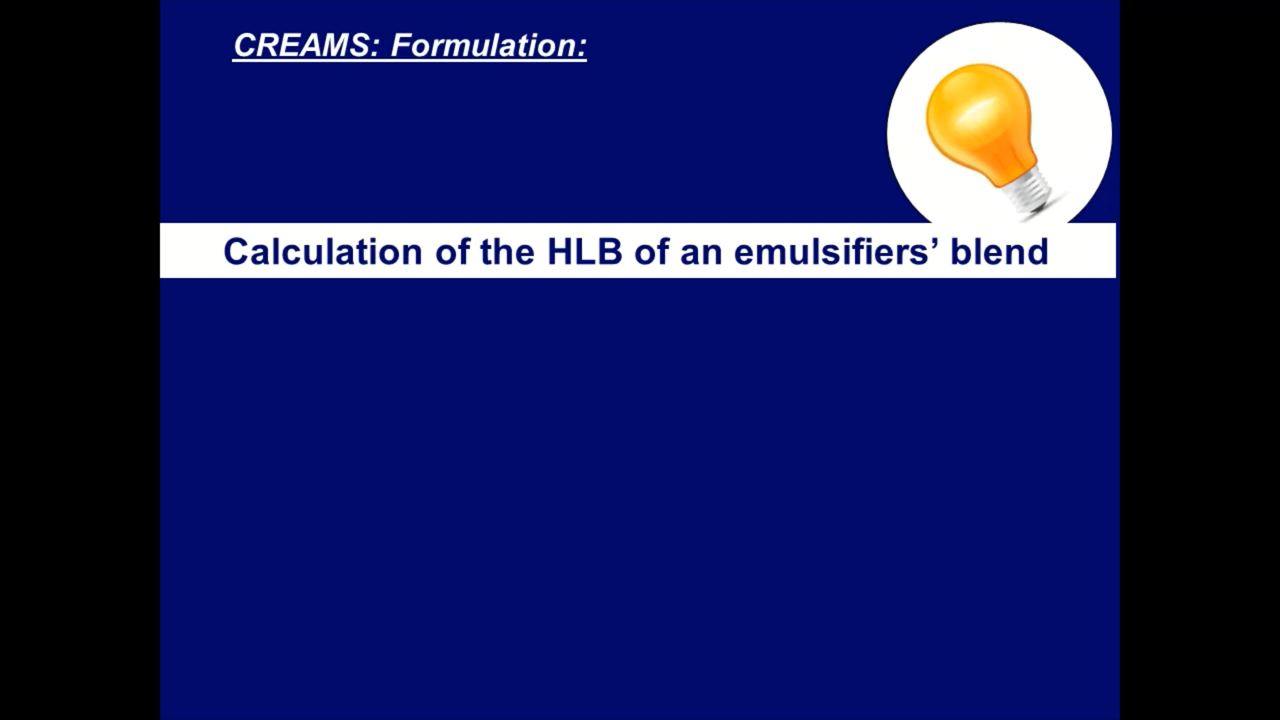 CREAMS: Formulation:
Calculation of the HLB of an emulsifiers’ blend